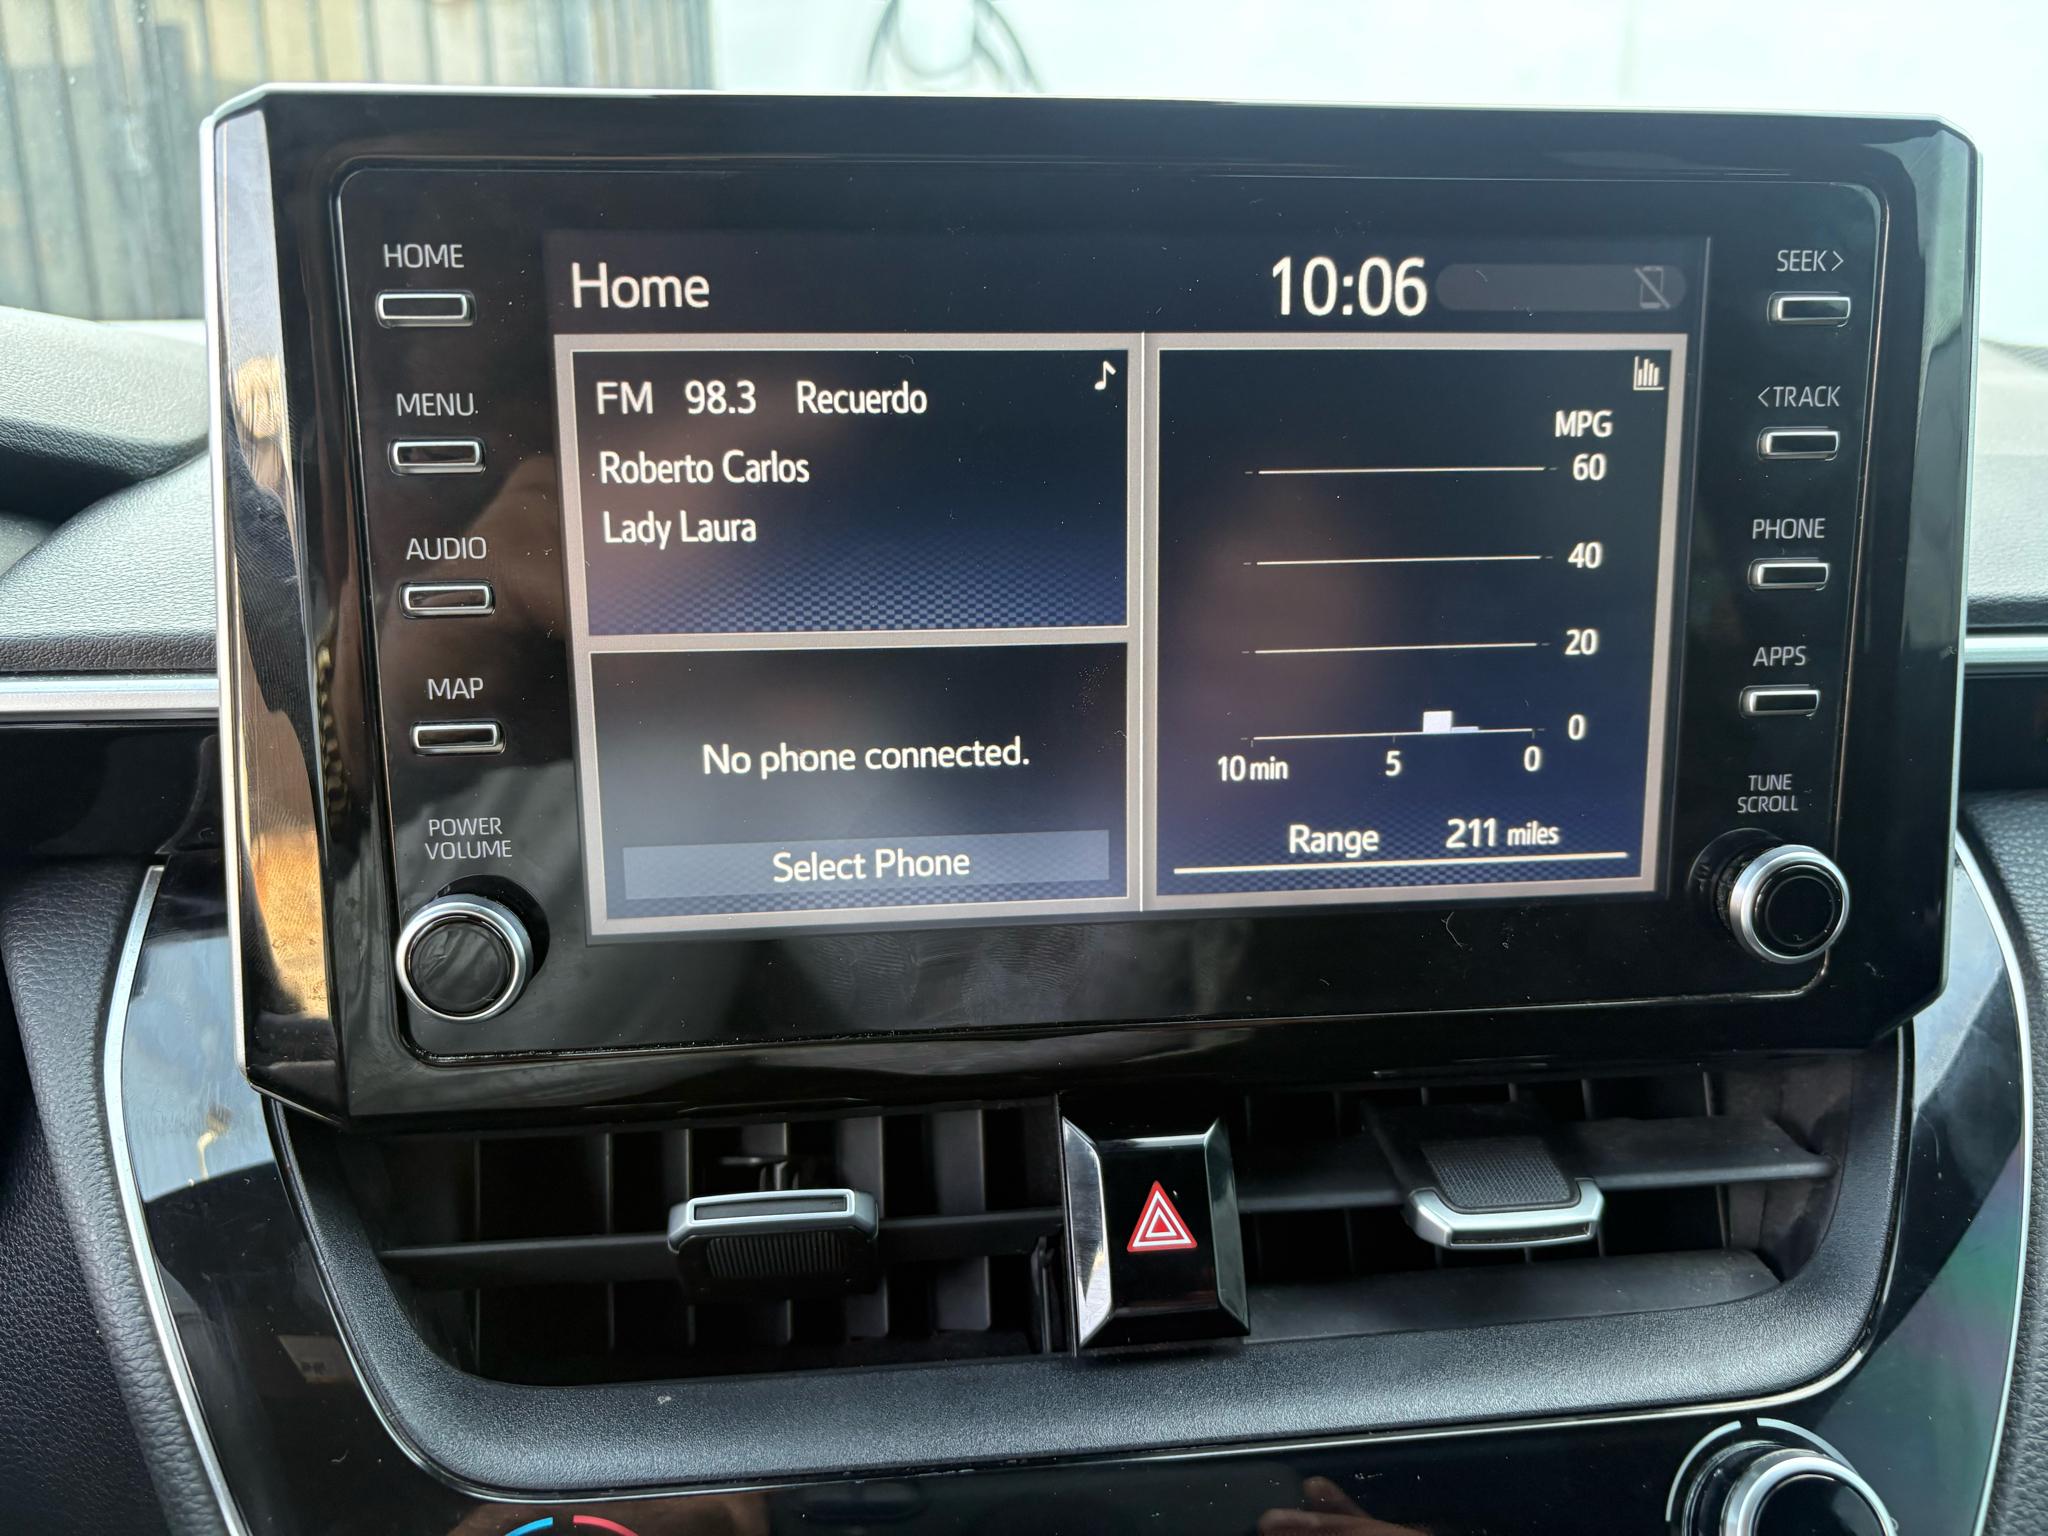 HOME
MENU
AUDIO
MAP
POWER
VOLUME
Home
10:06
FM 98.3 Recuerdo
Roberto Carlos
Lady Laura
No phone connected.
Select Phone
MPG
60
40
20
0
10 min 5 0
Range 211 miles
SEEK>
<TRACK
PHONE
APPS
TUNE
SCROLL